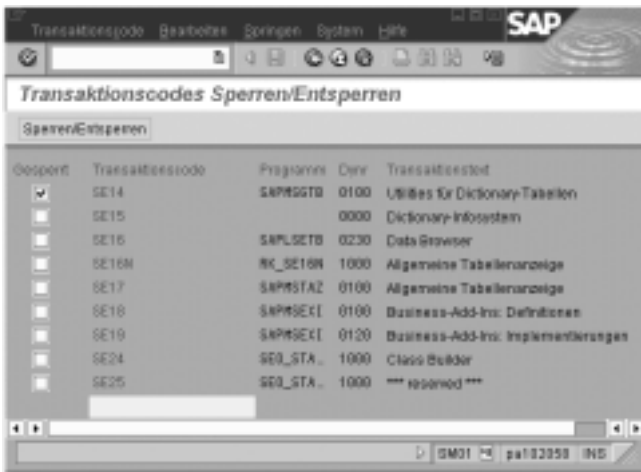 Transaktionscode Bearbeiten Springen System Hilfe
SAP
Transaktionscodes Sperren/Entsperren
Sperren/Entsperren
Gesperrt Transaktionscode Programm Dynr Transaktionstext
SE14 SAPMSGTB 0100 Utilities für Dictionary-Tabellen
SE15 0000 Dictionary-Infosystem
SE16 SAPLSETB 0230 Data Browser
SE16N RK_SE16N 1000 Allgemeine Tabellenanzeige
SE17 SAPMSTAZ 0100 Allgemeine Tabellenanzeige
SE18 SAPMSEXI 0100 Business-Add-Ins: Definitionen
SE19 SAPMSEXI 0120 Business-Add-Ins: Implementierungen
SE24 SEO_STA.. 1000 Class Builder
SE25 SEO_STA.. 1000 *** reserved ***
SM01 pa102058 INS